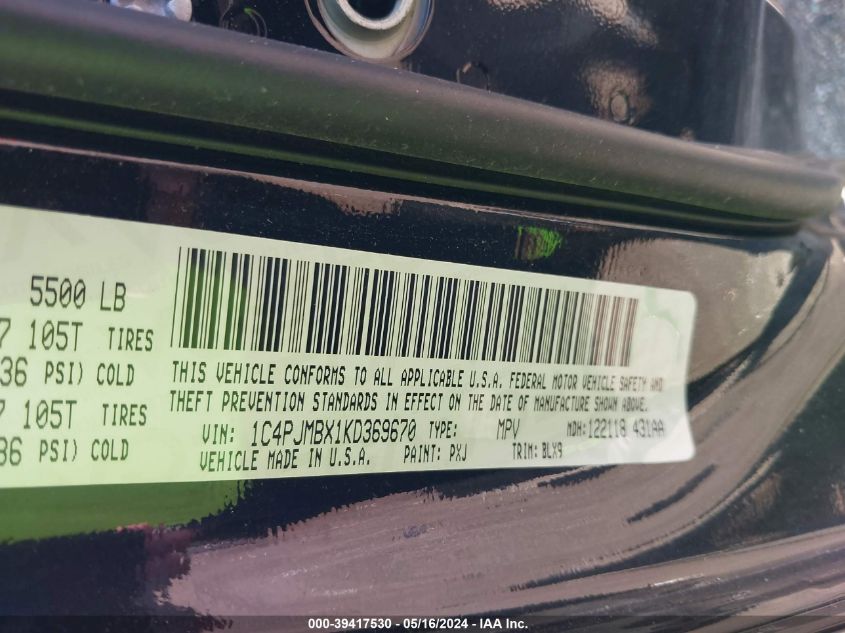 5500 LB
7 105T TIRES
36 PSI) COLD
7 105T TIRES
36 PSI) COLD
THIS VEHICLE CONFORMS TO ALL APPLICABLE U.S.A. FEDERAL MOTOR VEHICLE SAFETY AND
THEFT PREVENTION STANDARDS IN EFFECT ON THE DATE OF MANUFACTURE SHOWN ABOVE.
VIN: 1C4PJMBX1KD369670 TYPE: MPV MDH: 122118 431AA
VEHICLE MADE IN U.S.A. PAINT: PXJ TRIM: BLX9
000-39417530 - 05/16/2024 - IAA Inc.